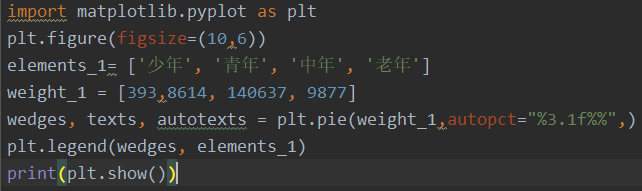 import matplotlib.pyplot as plt
plt.figure(figsize=(10,6))
elements_1= ['少年', '青年', '中年', '老年']
weight_1 = [393,8614, 140637, 9877]
wedges, texts, autotexts = plt.pie(weight_1,autopct="%3.1f%%",)
plt.legend(wedges, elements_1)
print(plt.show())